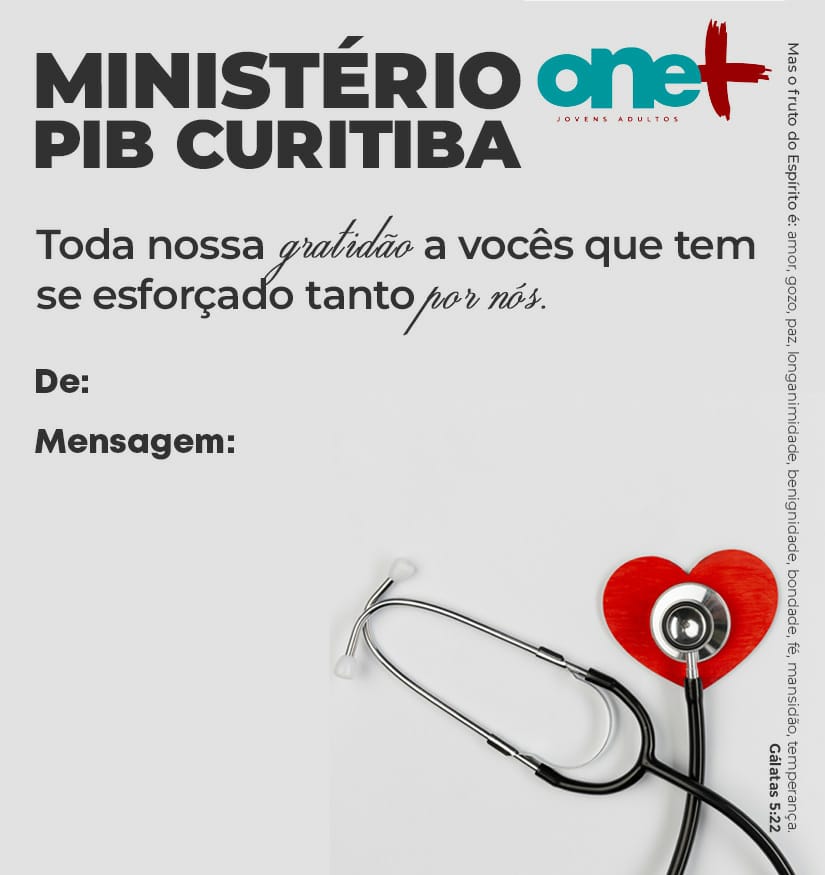 MINISTÉRIO
PIB CURITIBA
one+
JOVENS ADULTOS
Toda nossa gratidão a vocês que tem
se esforçado tanto por nós.
De:
Mensagem:
Mas o fruto do Espírito é: amor, gozo, paz, longanimidade, benignidade, bondade, fé, mansidão, temperança.
Gálatas 5:22